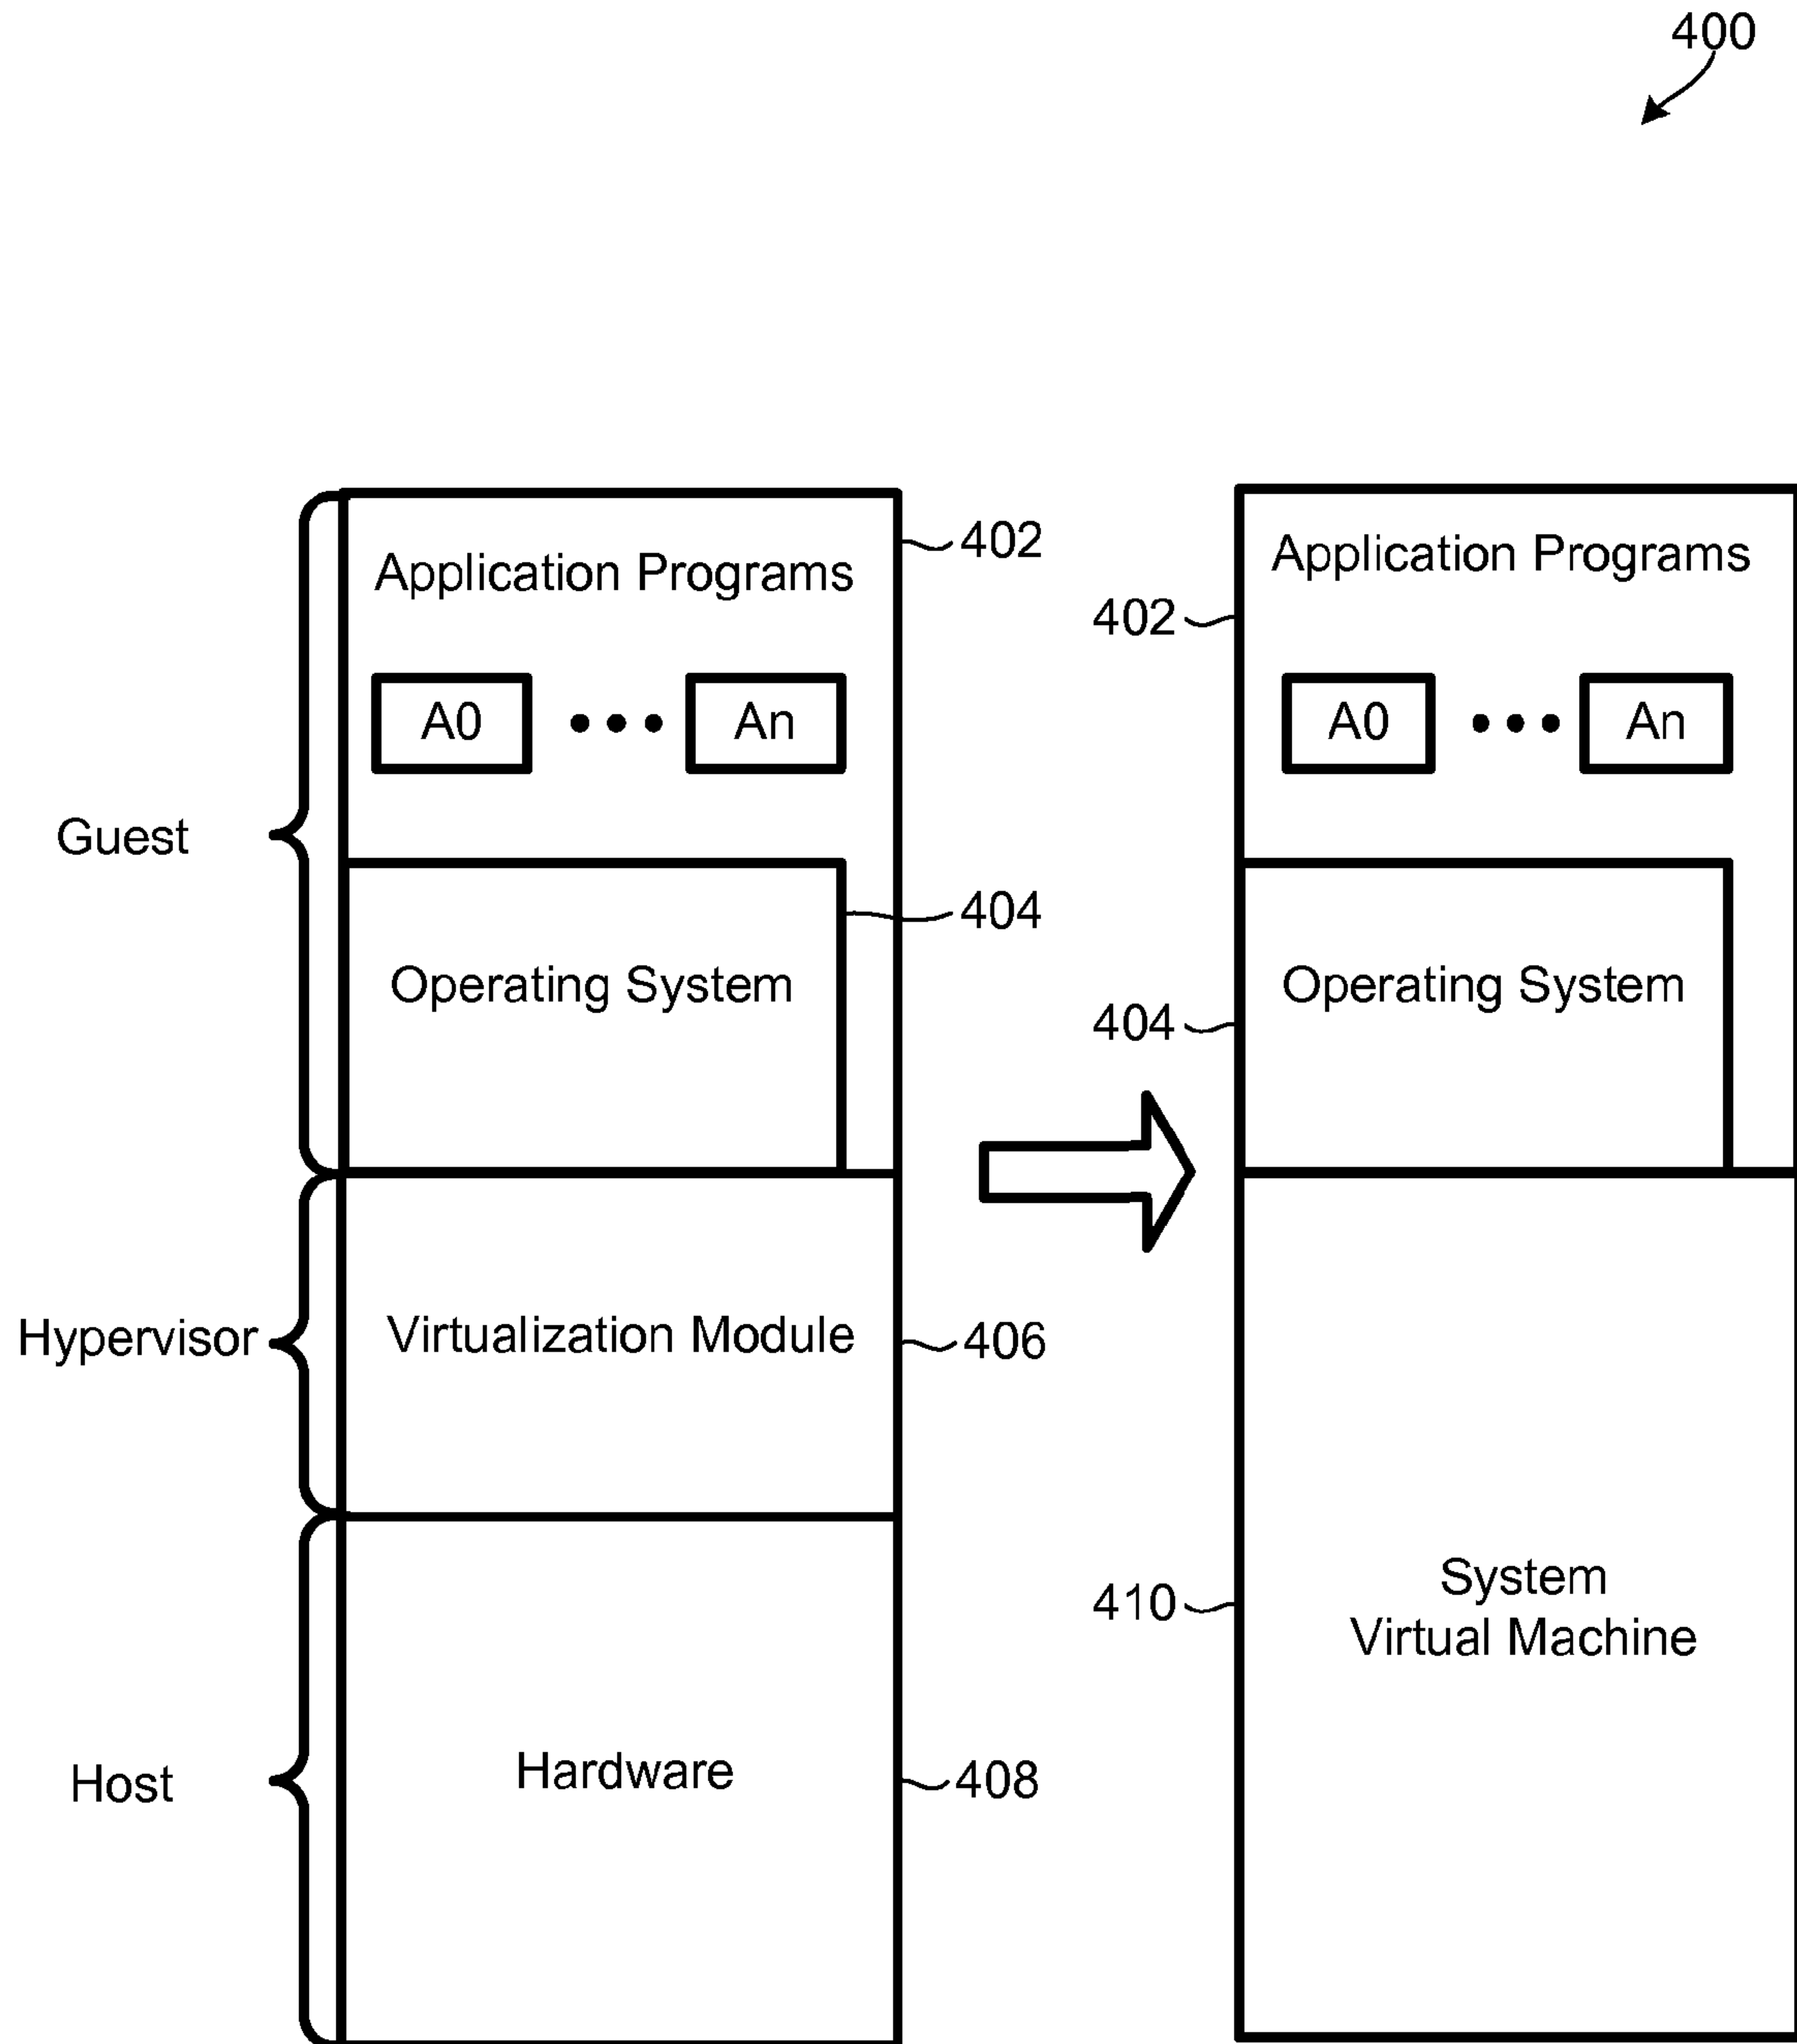 400
Application Programs
402
A0
An
Guest
Operating System
404
Hypervisor
Virtualization Module
406
Host
Hardware
408
Application Programs
402
A0
An
Operating System
404
System
Virtual Machine
410